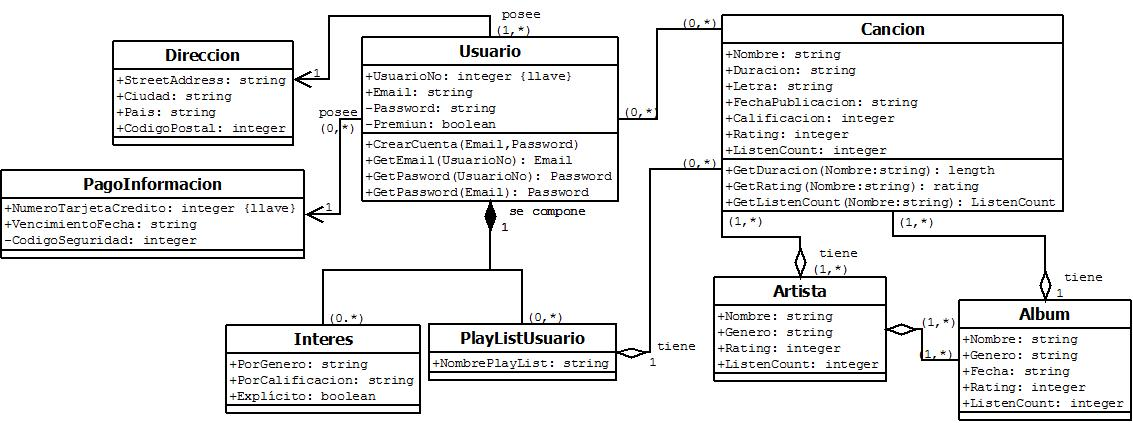 posee
(1,*)
Direccion
+StreetAddress: string
+Ciudad: string
+Pais: string
+CodigoPostal: integer
1
Usuario
+UsuarioNo: integer {llave}
+Email: string
-Password: string
-Premiun: boolean
+CrearCuenta(Email,Password)
+GetEmail(UsuarioNo): Email
+GetPasword(UsuarioNo): Password
+GetPassword(Email): Password
(0,*)
(0,*)
Cancion
+Nombre: string
+Duracion: string
+Letra: string
+FechaPublicacion: string
+Calificacion: integer
+Rating: integer
+ListenCount: integer
+GetDuracion(Nombre:string): length
+GetRating(Nombre:string): rating
+GetListenCount(Nombre:string): ListenCount
posee
(0,*)
1
PagoInformacion
+NumeroTarjetaCredito: integer {llave}
+VencimientoFecha: string
-CodigoSeguridad: integer
se compone
1
(0,*)
(1,*)
(1,*)
tiene
(1,*)
tiene
1
(0.*)
(0,*)
Interes
+PorGenero: string
+PorCalificacion: string
+Explícito: boolean
PlayListUsuario
+NombrePlayList: string
tiene
1
Artista
+Nombre: string
+Genero: string
+Rating: integer
+ListenCount: integer
(1,*)
(1,*)
Album
+Nombre: string
+Genero: string
+Fecha: string
+Rating: integer
+ListenCount: integer